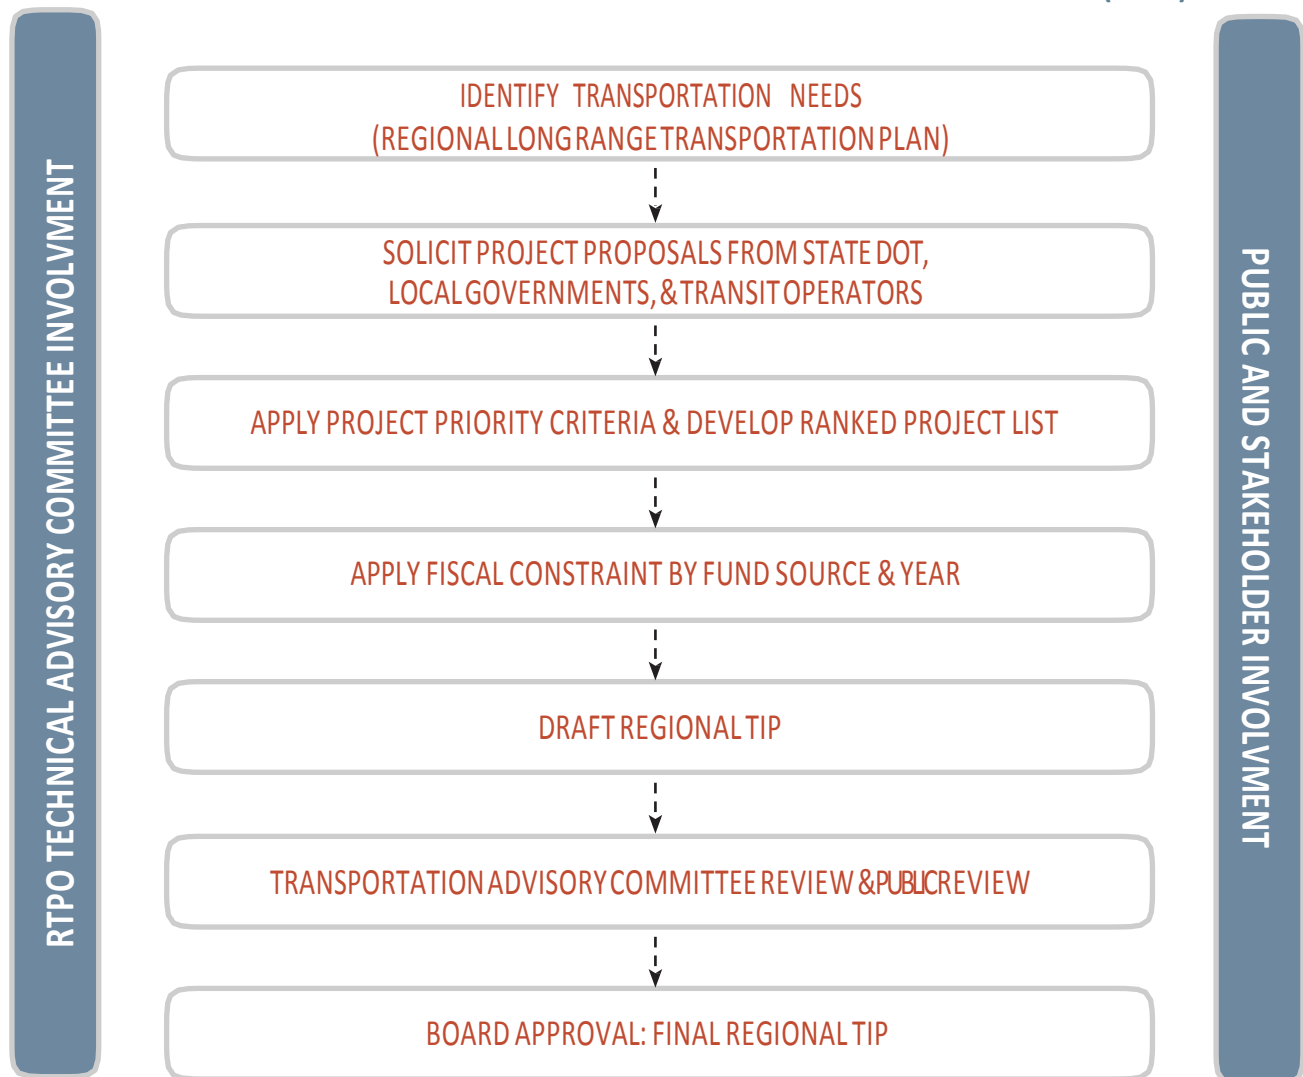 RTPO TECHNICAL ADVISORY COMMITTEE INVOLVMENT
IDENTIFY TRANSPORTATION NEEDS
(REGIONAL LONG RANGE TRANSPORTATION PLAN)
SOLICIT PROJECT PROPOSALS FROM STATE DOT,
LOCAL GOVERNMENTS, & TRANSIT OPERATORS
APPLY PROJECT PRIORITY CRITERIA & DEVELOP RANKED PROJECT LIST
APPLY FISCAL CONSTRAINT BY FUND SOURCE & YEAR
DRAFT REGIONAL TIP
TRANSPORTATION ADVISORY COMMITTEE REVIEW & PUBLIC REVIEW
BOARD APPROVAL: FINAL REGIONAL TIP
PUBLIC AND STAKEHOLDER INVOLVMENT